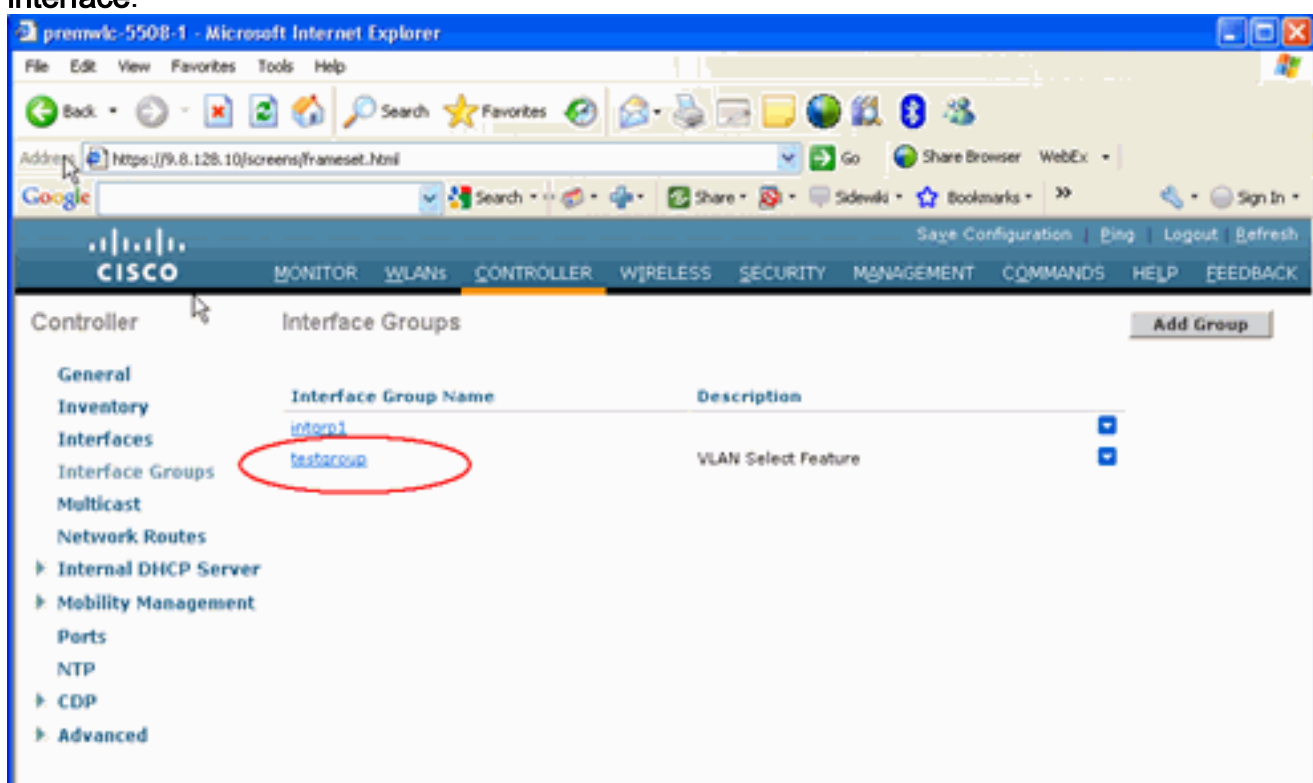 interface.
premwlc-5508-1 - Microsoft Internet Explorer
File Edit View Favorites Tools Help
Back Search Favorites
Address https://9.8.128.10/screens/frameset.html Go Share Browser WebEx
Google Search Share Sidewiki Bookmarks >> Sign In
Save Configuration | Ping | Logout | Refresh
CISCO MONITOR WLANs CONTROLLER WIRELESS SECURITY MANAGEMENT COMMANDS HELP FEEDBACK
Controller Interface Groups Add Group
General
Interface Group Name Description
Inventory
intgrp1
Interfaces
testgroup VLAN Select Feature
Interface Groups
Multicast
Network Routes
Internal DHCP Server
Mobility Management
Ports
NTP
CDP
Advanced